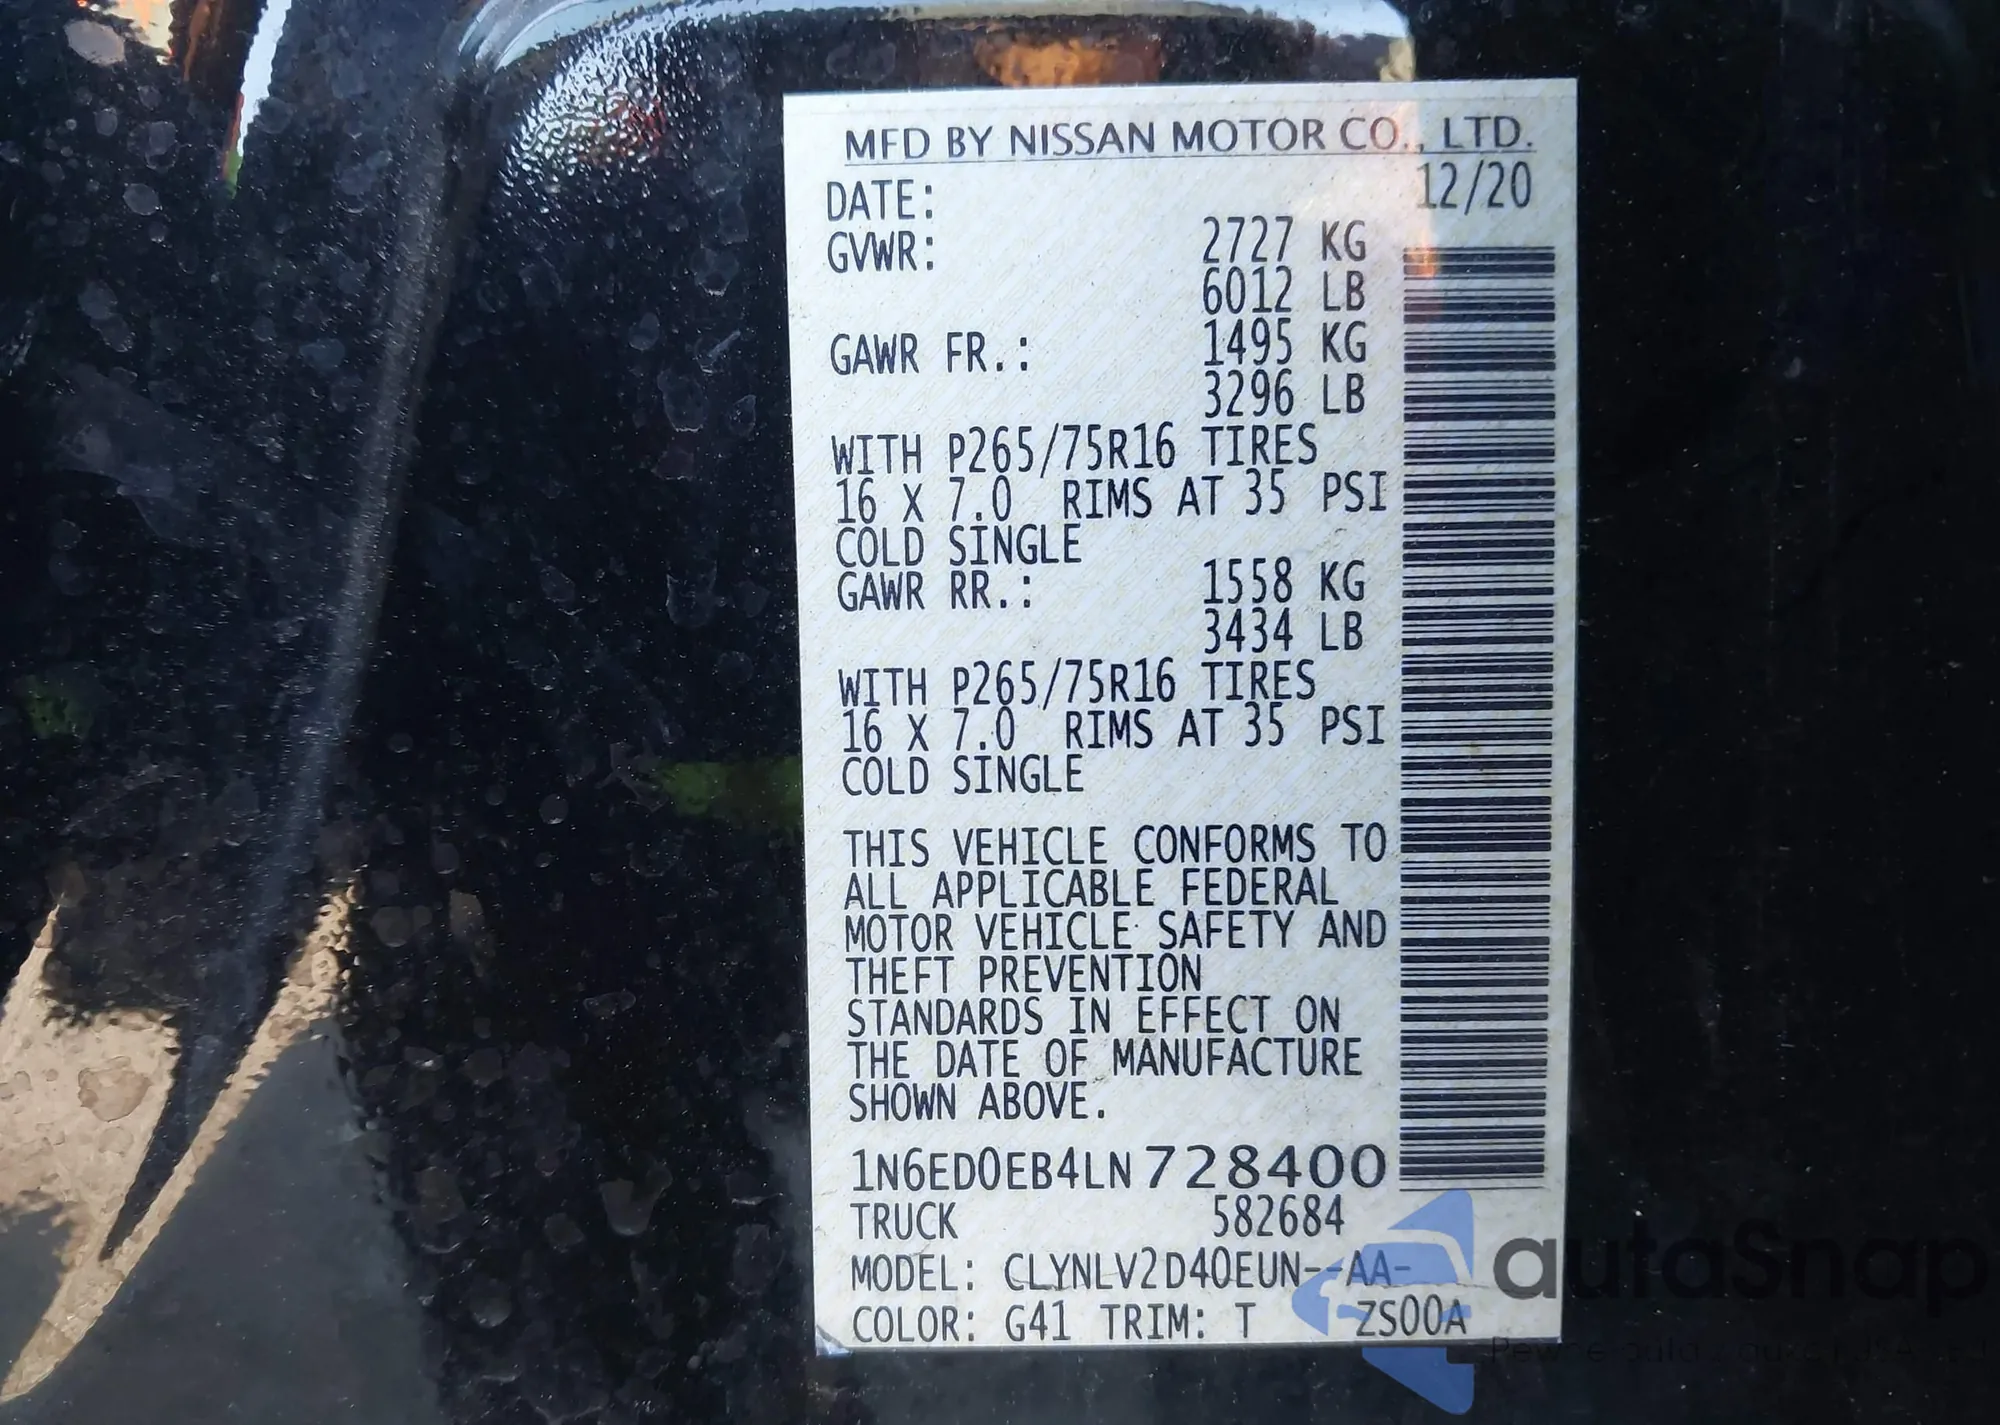 MFD BY NISSAN MOTOR CO., LTD.
DATE: 12/20
GVWR: 2727 KG
6012 LB
GAWR FR.: 1495 KG
3296 LB
WITH P265/75R16 TIRES
16 X 7.0 RIMS AT 35 PSI
COLD SINGLE
GAWR RR.: 1558 KG
3434 LB
WITH P265/75R16 TIRES
16 X 7.0 RIMS AT 35 PSI
COLD SINGLE
THIS VEHICLE CONFORMS TO
ALL APPLICABLE FEDERAL
MOTOR VEHICLE SAFETY AND
THEFT PREVENTION
STANDARDS IN EFFECT ON
THE DATE OF MANUFACTURE
SHOWN ABOVE.
1N6ED0EB4LN728400
TRUCK 582684
MODEL: CLYNLV2D40EUN--AA-
COLOR: G41 TRIM: T ZS00A
autaSnap